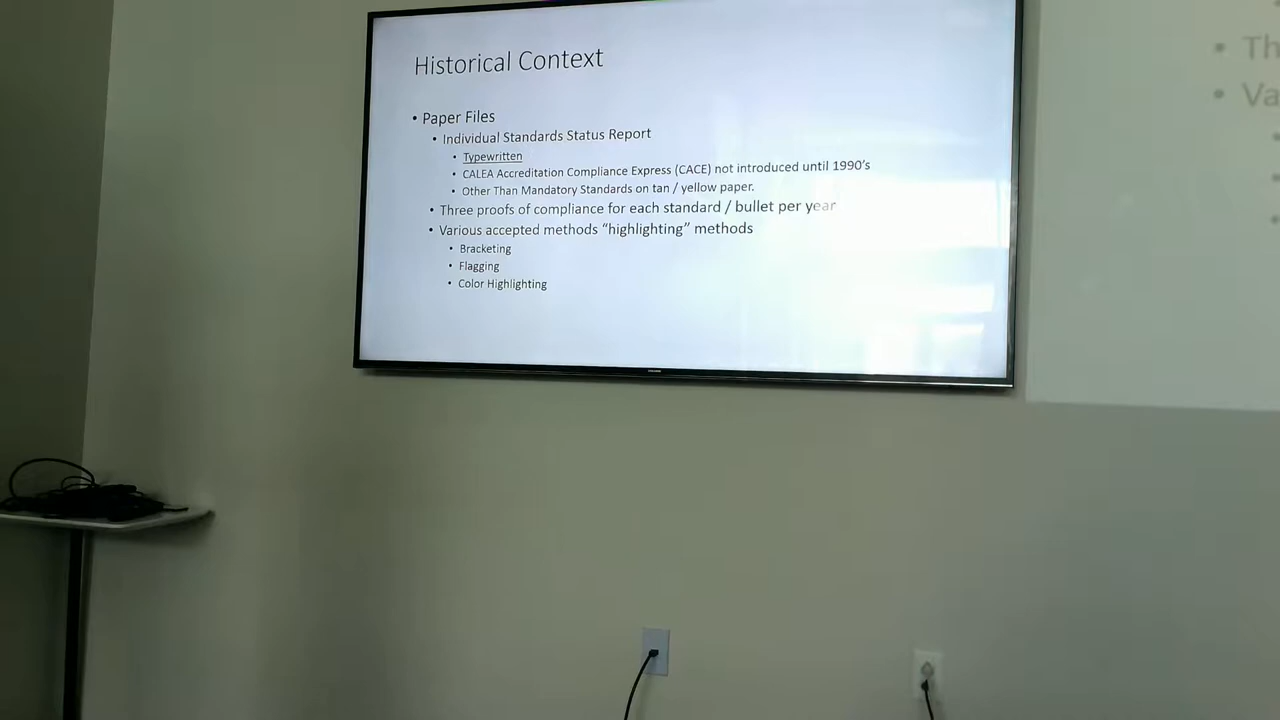 Historical Context
• Paper Files
• Individual Standards Status Report
• Typewritten
• CALEA Accreditation Compliance Express (CACE) not introduced until 1990's
• Other Than Mandatory Standards on tan / yellow paper.
• Three proofs of compliance for each standard / bullet per year
• Various accepted methods “highlighting” methods
• Bracketing
• Flagging
• Color Highlighting
• Th
• Va